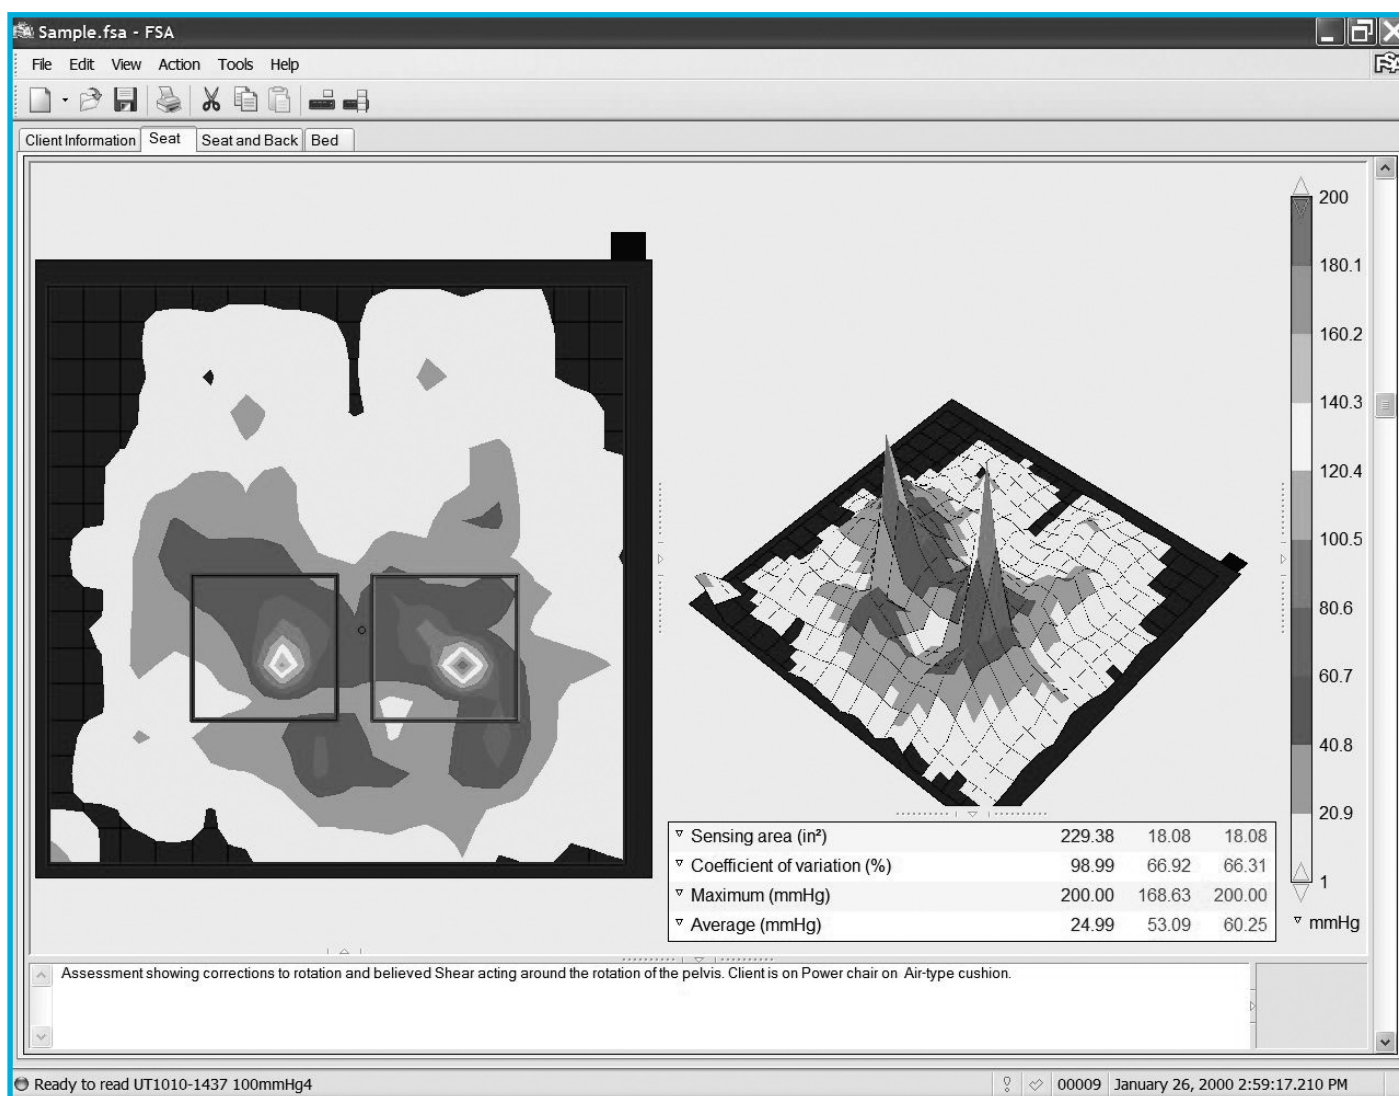 Sample.fsa - FSA
File Edit View Action Tools Help
FSA
Client Information Seat Seat and Back Bed
200
180.1
160.2
140.3
120.4
100.5
80.6
60.7
40.8
20.9
1
mmHg
Sensing area (in²) 229.38 18.08 18.08
Coefficient of variation (%) 98.99 66.92 66.31
Maximum (mmHg) 200.00 168.63 200.00
Average (mmHg) 24.99 53.09 60.25
Assessment showing corrections to rotation and believed Shear acting around the rotation of the pelvis. Client is on Power chair on Air-type cushion.
Ready to read UT1010-1437 100mmHg4 00009 January 26, 2000 2:59:17.210 PM